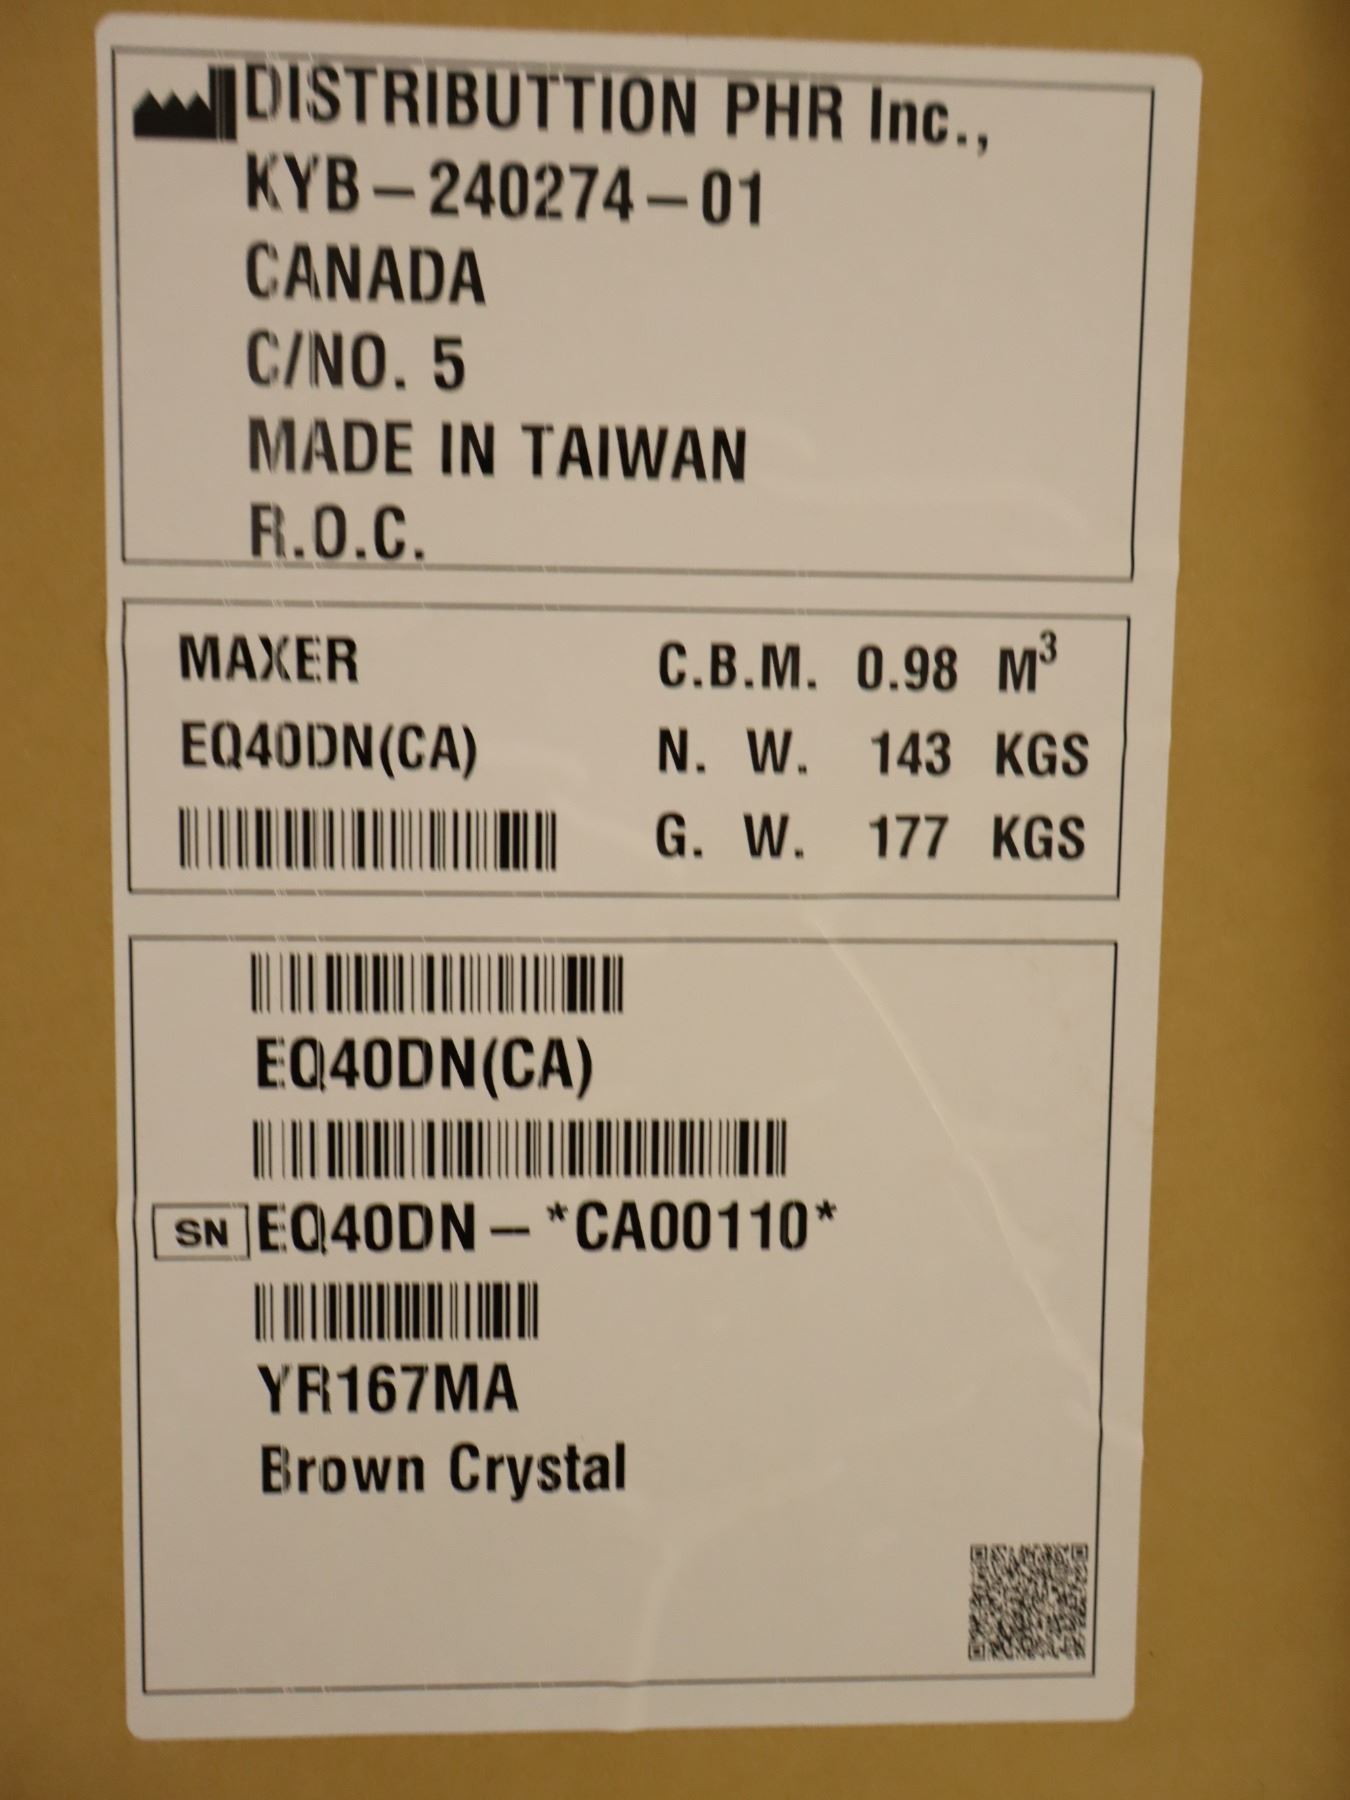 DISTRIBUTTION PHR Inc.,
KYB-240274-01
CANADA
C/NO. 5
MADE IN TAIWAN
R.O.C.
MAXER C.B.M. 0.98 M³
EQ40DN(CA) N. W. 143 KGS
G. W. 177 KGS
EQ40DN(CA)
SN EQ40DN-*CA00110*
YR167MA
Brown Crystal